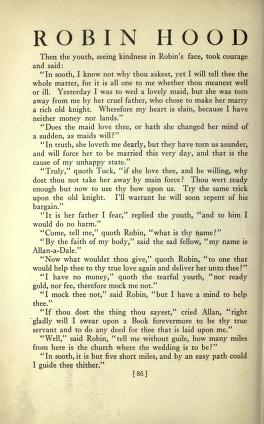 ROBIN HOOD
Then the youth, seeing kindness in Robin's face, took courage
and said:
"In sooth, I know not why thou askest, yet I will tell thee the
whole matter, for it is all one to me whether thou meanest well
or ill. Yesterday I was to wed a lovely maid, but she was torn
away from me by her cruel father, who chose to make her marry
a rich old knight. Wherefore my heart is slain, because I have
neither money nor lands."
"Does the maid love thee, or hath she changed her mind of
a sudden, as maids will?"
"In truth, she loveth me dearly, but they have torn us asunder,
and will force her to be married this very day, and that is the
cause of my unhappy state."
"Truly," quoth Tuck, "if she love thee, and be willing, why
dost thou not take her away by main force? Thou wert ready
enough but now to use thy bow upon us. Try the same trick
upon the old knight. I'll warrant he will soon repent of his
bargain."
"It is her father I fear," replied the youth, "and to him I
would do no harm."
"Come, tell me," quoth Robin, "what is thy name?"
"By the faith of my body," said the sad fellow, "my name is
Allan-a-Dale."
"Now what wouldst thou give," quoth Robin, "to one that
would help thee to thy true love again and deliver her unto thee?"
"I have no money," quoth the tearful youth, "nor ready
gold, nor fee, therefore mock me not."
"I mock thee not," said Robin, "but I have a mind to help
thee."
"If thou dost the thing thou sayest," cried Allan, "right
gladly will I swear upon a Book forevermore to be thy true
servant and to do any deed for thee that is laid upon me."
"Well," said Robin, "tell me without guile, how many miles
from here is the church where the wedding is to be?"
"In sooth, it is but five short miles, and by an easy path could
I guide thee thither."
[86]